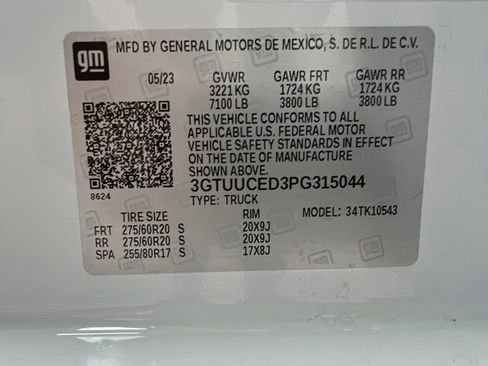 gm MFD BY GENERAL MOTORS DE MEXICO, S. DE R.L. DE C.V.
05/23 GVWR GAWR FRT GAWR RR
3221 KG 1724 KG 1724 KG
7100 LB 3800 LB 3800 LB
THIS VEHICLE CONFORMS TO ALL
APPLICABLE U.S. FEDERAL MOTOR
VEHICLE SAFETY STANDARDS IN EFFECT
ON THE DATE OF MANUFACTURE
SHOWN ABOVE.
3GTUUCED3PG315044
8624
TYPE: TRUCK MODEL: 34TK10543
TIRE SIZE RIM
FRT 275/60R20 S 20X9J
RR 275/60R20 S 20X9J
SPA 255/80R17 S 17X8J